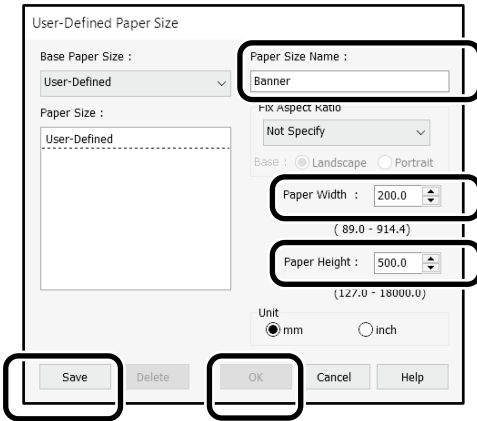 User-Defined Paper Size
Base Paper Size :
User-Defined
Paper Size :
User-Defined
Paper Size Name :
Banner
Fix Aspect Ratio
Not Specify
Base : Landscape Portrait
Paper Width : 200.0
( 89.0 - 914.4)
Paper Height : 500.0
(127.0 - 18000.0)
Unit
mm inch
Save Delete OK Cancel Help